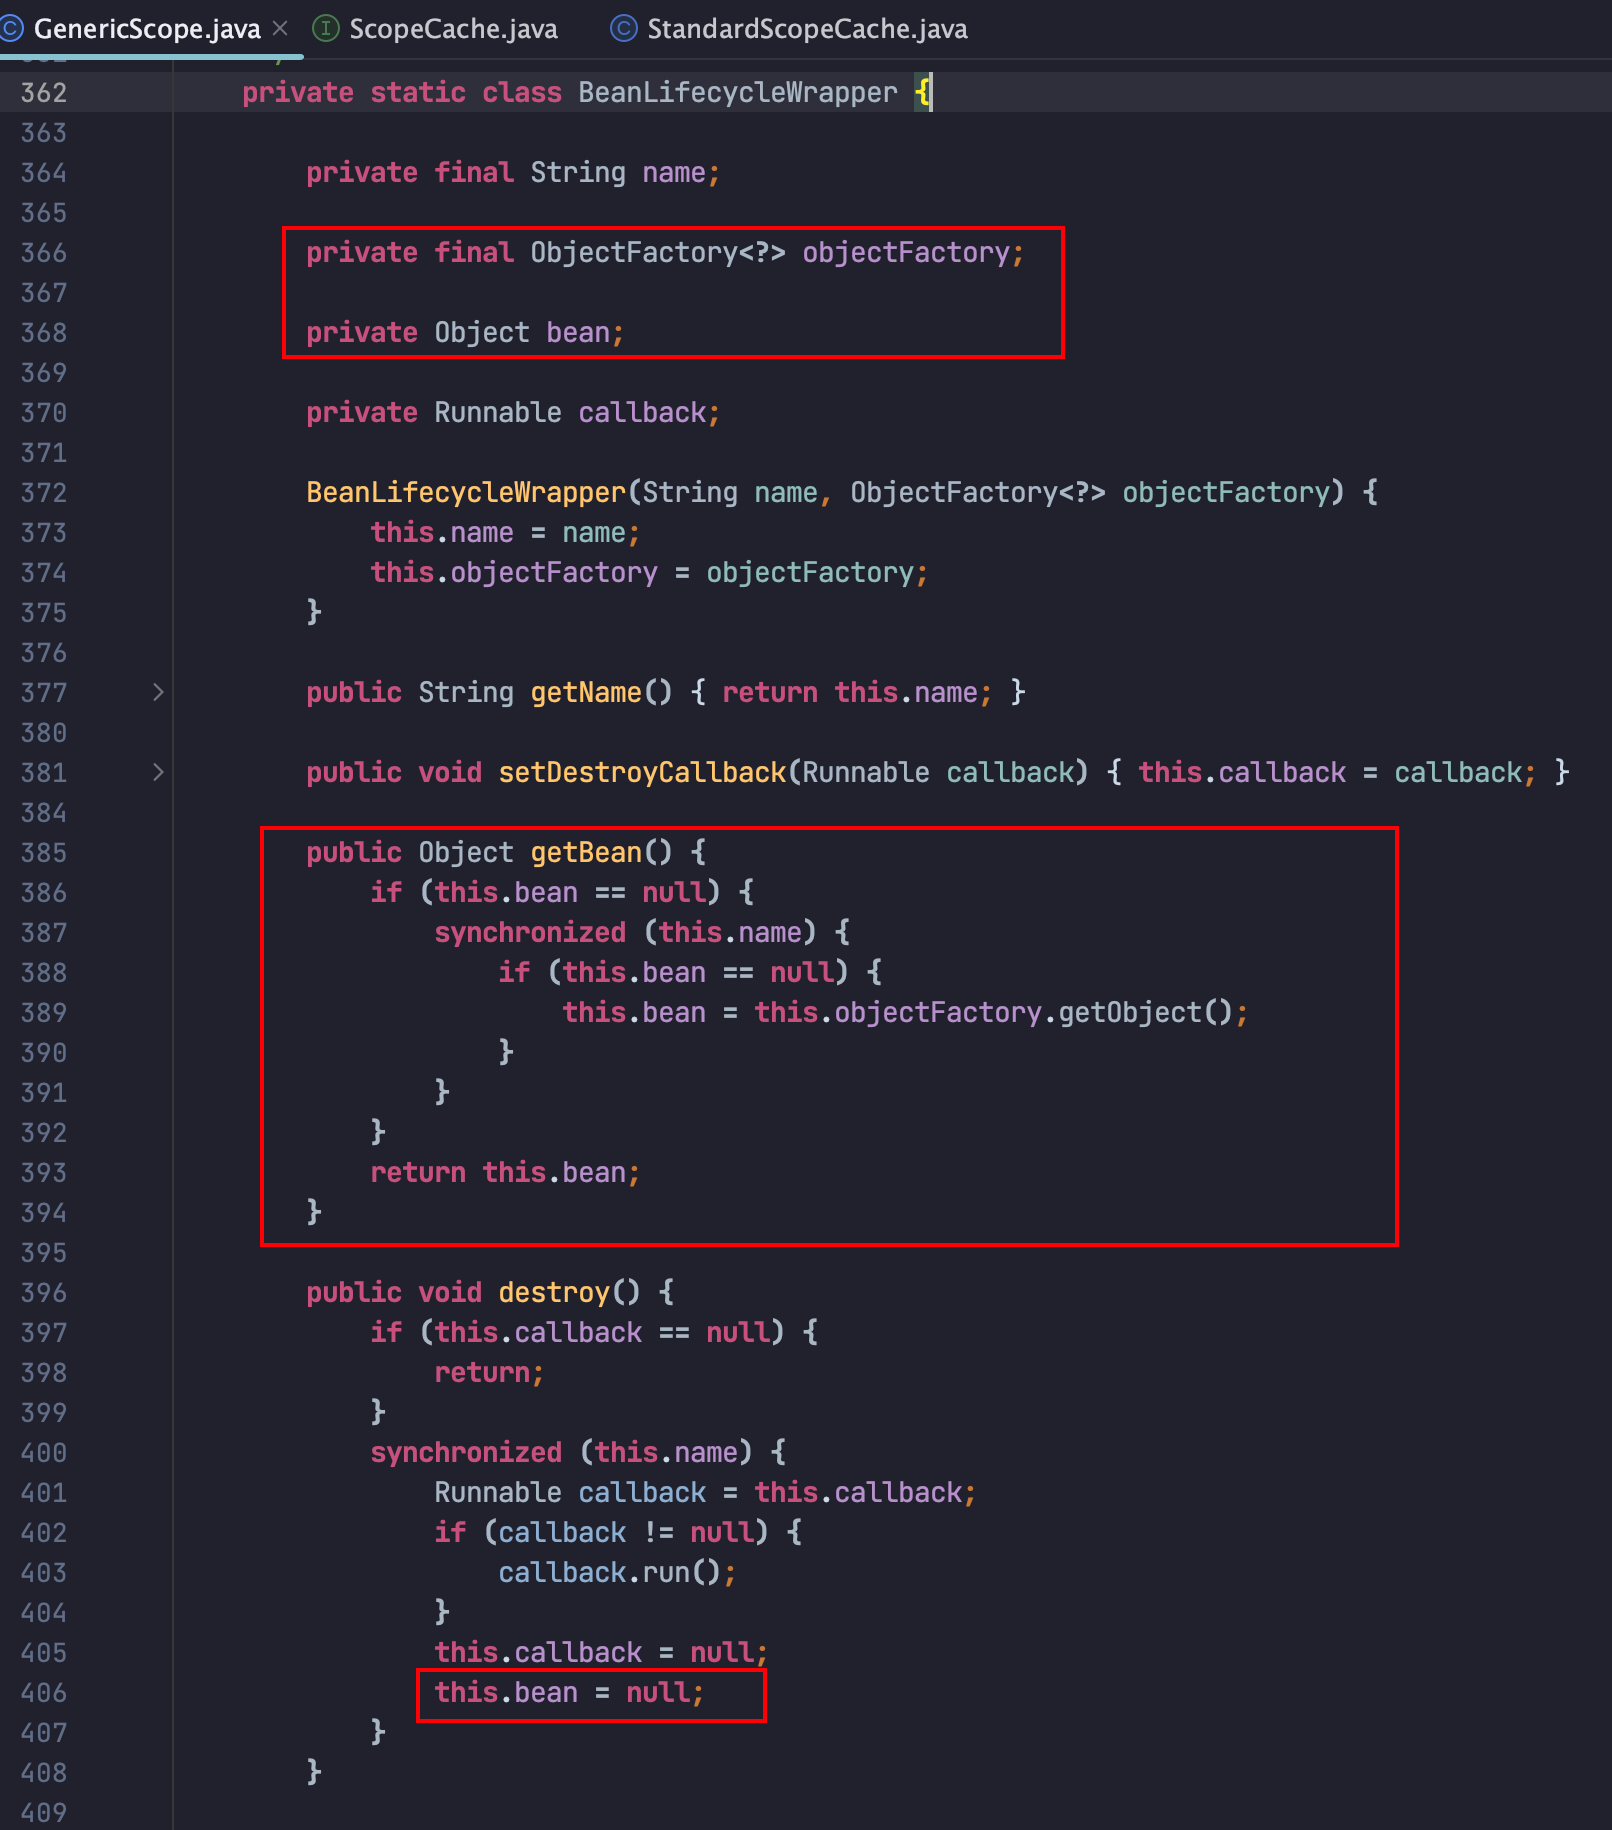 GenericScope.java ScopeCache.java StandardScopeCache.java
362 private static class BeanLifecycleWrapper {
363
364 private final String name;
365
366 private final ObjectFactory<?> objectFactory;
367
368 private Object bean;
369
370 private Runnable callback;
371
372 BeanLifecycleWrapper(String name, ObjectFactory<?> objectFactory) {
373 this.name = name;
374 this.objectFactory = objectFactory;
375 }
376
377 public String getName() { return this.name; }
380
381 public void setDestroyCallback(Runnable callback) { this.callback = callback; }
384
385 public Object getBean() {
386 if (this.bean == null) {
387 synchronized (this.name) {
388 if (this.bean == null) {
389 this.bean = this.objectFactory.getObject();
390 }
391 }
392 }
393 return this.bean;
394 }
395
396 public void destroy() {
397 if (this.callback == null) {
398 return;
399 }
400 synchronized (this.name) {
401 Runnable callback = this.callback;
402 if (callback != null) {
403 callback.run();
404 }
405 this.callback = null;
406 this.bean = null;
407 }
408 }
409